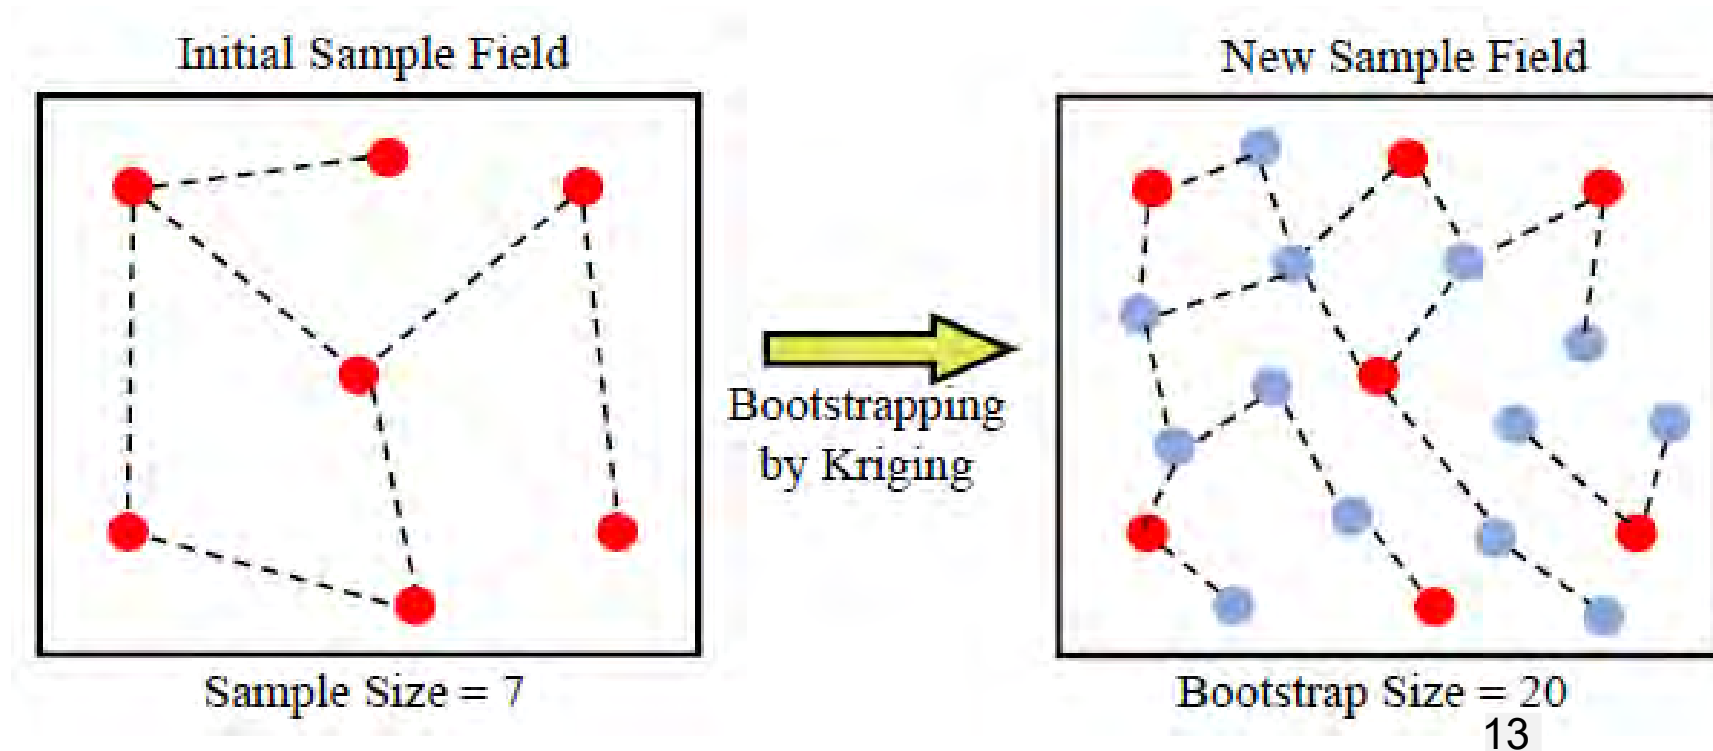 Initial Sample Field
New Sample Field
Bootstrapping
by Kriging
Sample Size = 7
Bootstrap Size = 20
13